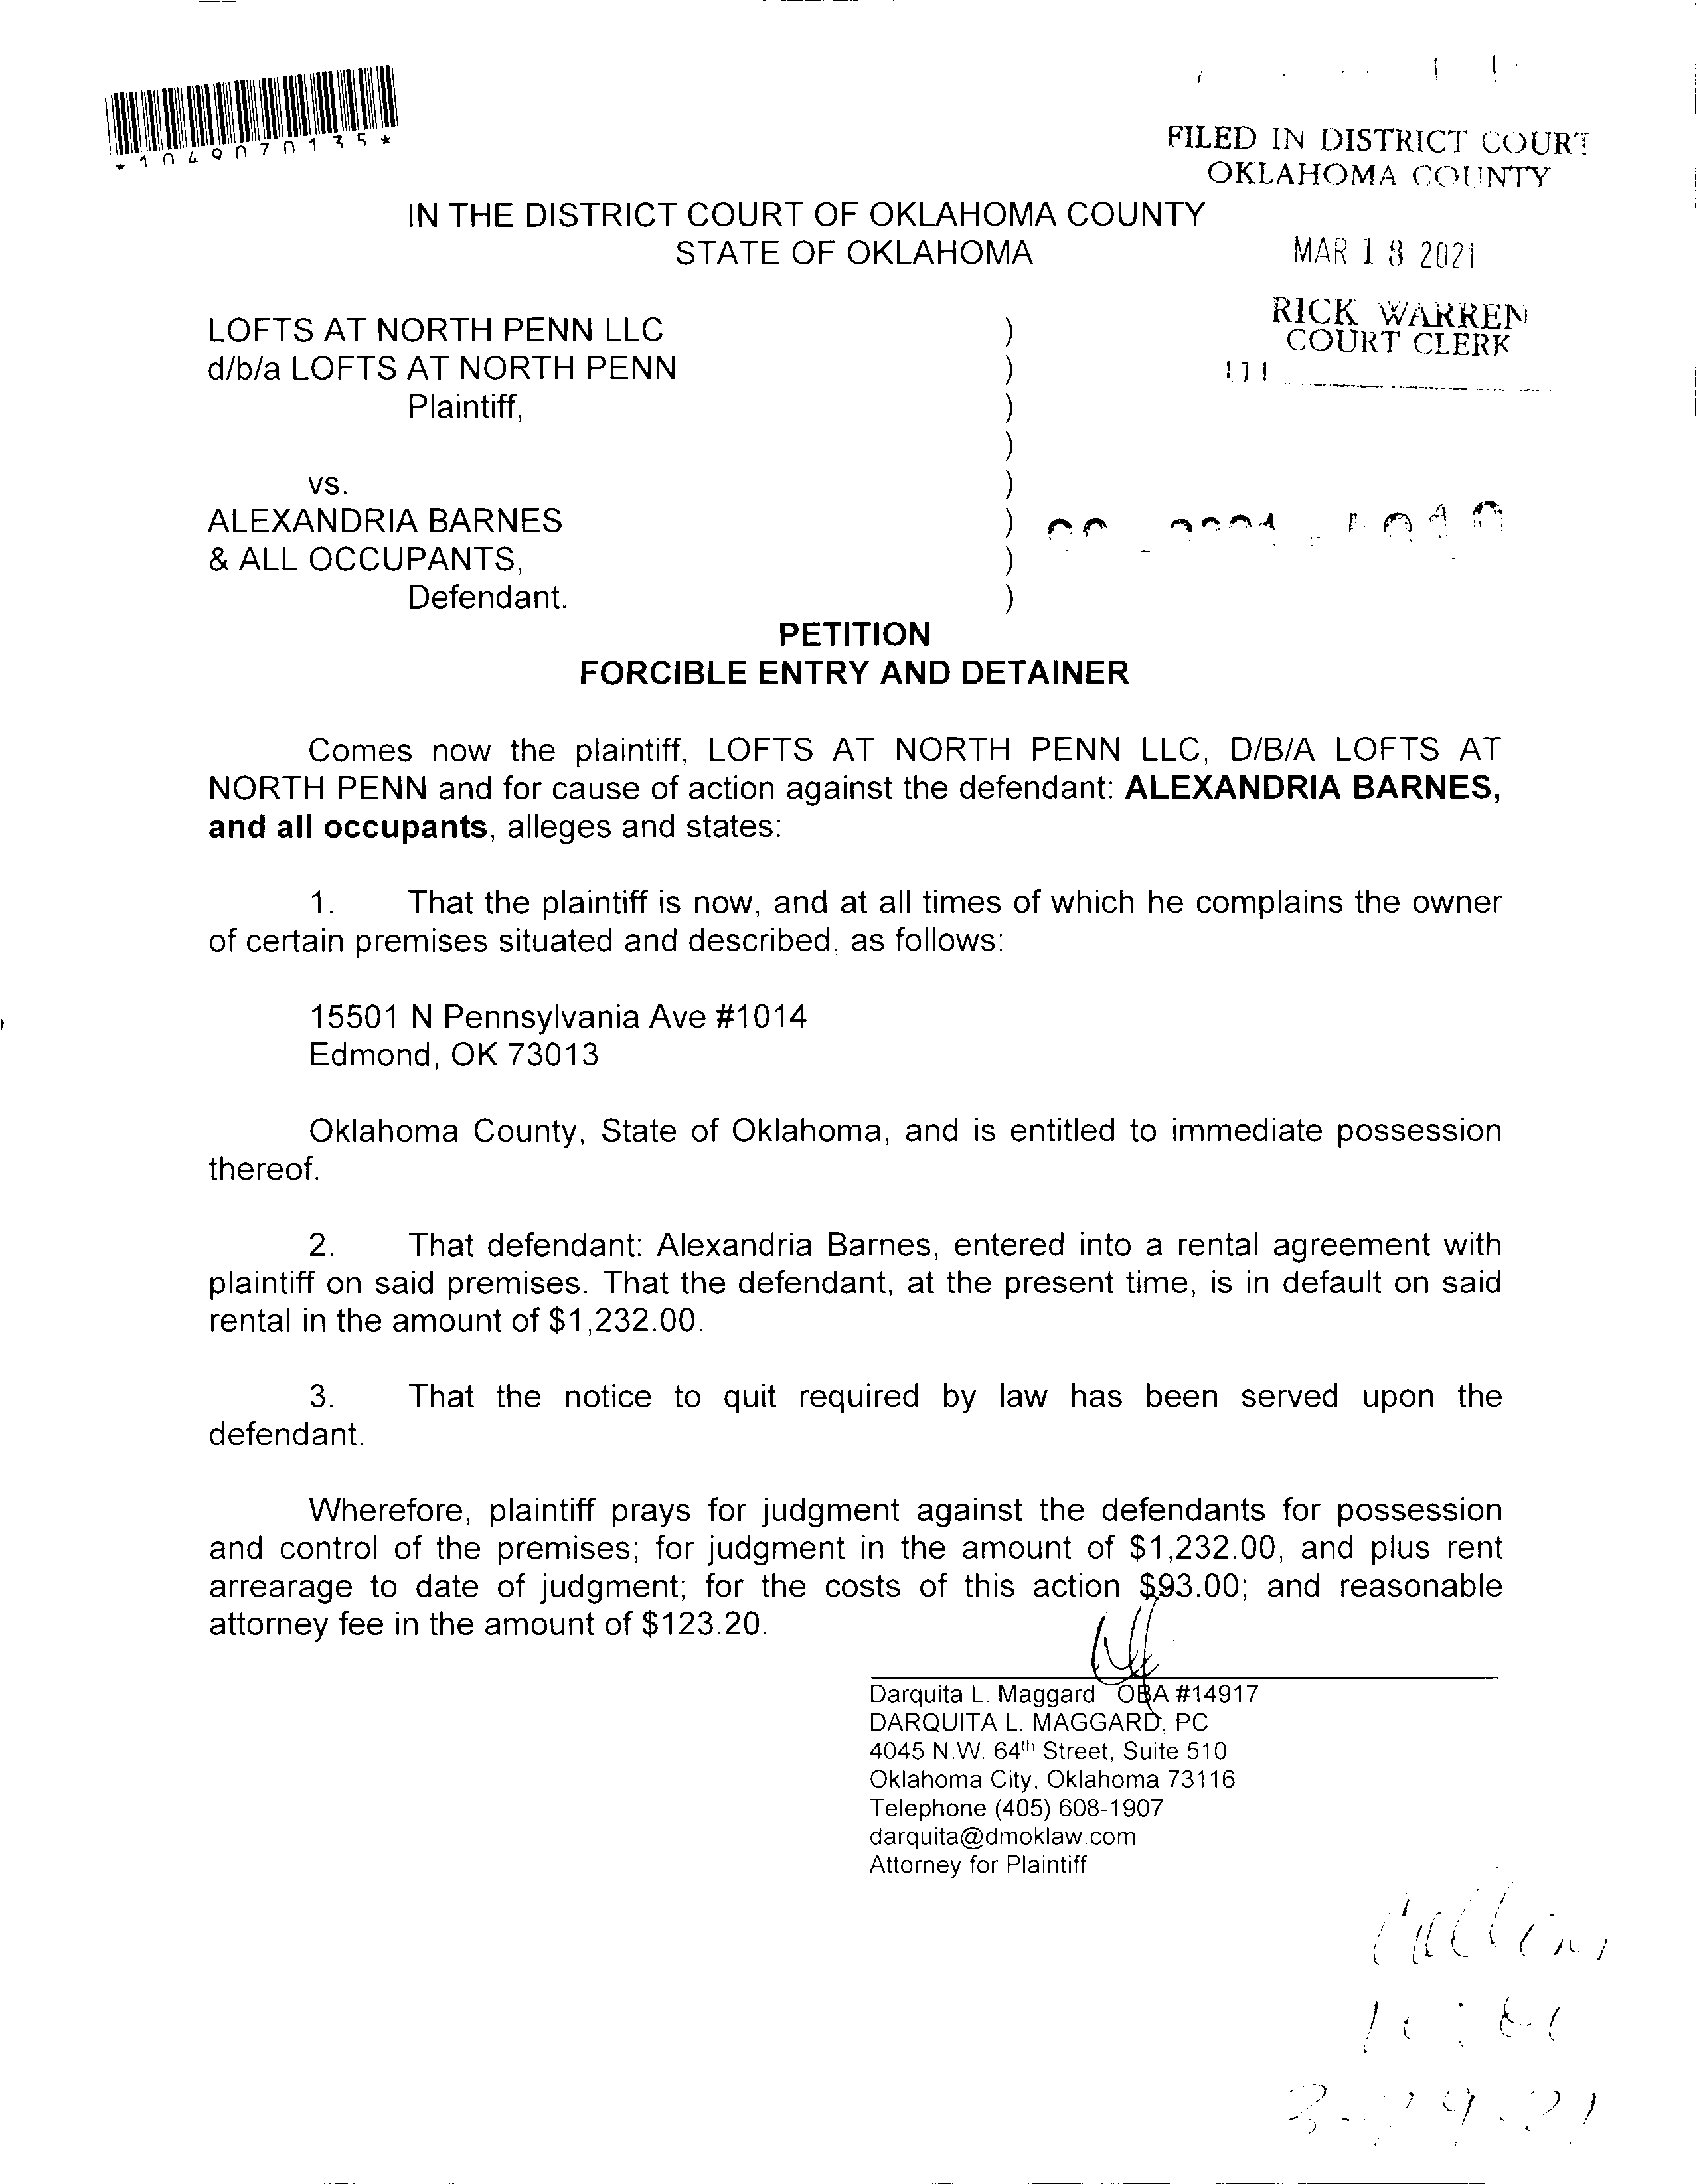 *1049070135*
FILED IN DISTRICT COURT
OKLAHOMA COUNTY
IN THE DISTRICT COURT OF OKLAHOMA COUNTY
STATE OF OKLAHOMA
MAR 18 2021
RICK WARREN
COURT CLERK
LOFTS AT NORTH PENN LLC )
d/b/a LOFTS AT NORTH PENN )
Plaintiff, )
)
vs. )
ALEXANDRIA BARNES )
& ALL OCCUPANTS, )
Defendant. )
PETITION
FORCIBLE ENTRY AND DETAINER
Comes now the plaintiff, LOFTS AT NORTH PENN LLC, D/B/A LOFTS AT
NORTH PENN and for cause of action against the defendant: ALEXANDRIA BARNES,
and all occupants, alleges and states:
1. That the plaintiff is now, and at all times of which he complains the owner
of certain premises situated and described, as follows:
15501 N Pennsylvania Ave #1014
Edmond, OK 73013
Oklahoma County, State of Oklahoma, and is entitled to immediate possession
thereof.
2. That defendant: Alexandria Barnes, entered into a rental agreement with
plaintiff on said premises. That the defendant, at the present time, is in default on said
rental in the amount of $1,232.00.
3. That the notice to quit required by law has been served upon the
defendant.
Wherefore, plaintiff prays for judgment against the defendants for possession
and control of the premises; for judgment in the amount of $1,232.00, and plus rent
arrearage to date of judgment; for the costs of this action $93.00; and reasonable
attorney fee in the amount of $123.20.
Darquita L. Maggard OBA #14917
DARQUITA L. MAGGARD, PC
4045 N.W. 64th Street, Suite 510
Oklahoma City, Oklahoma 73116
Telephone (405) 608-1907
darquita@dmoklaw.com
Attorney for Plaintiff
3-29-21